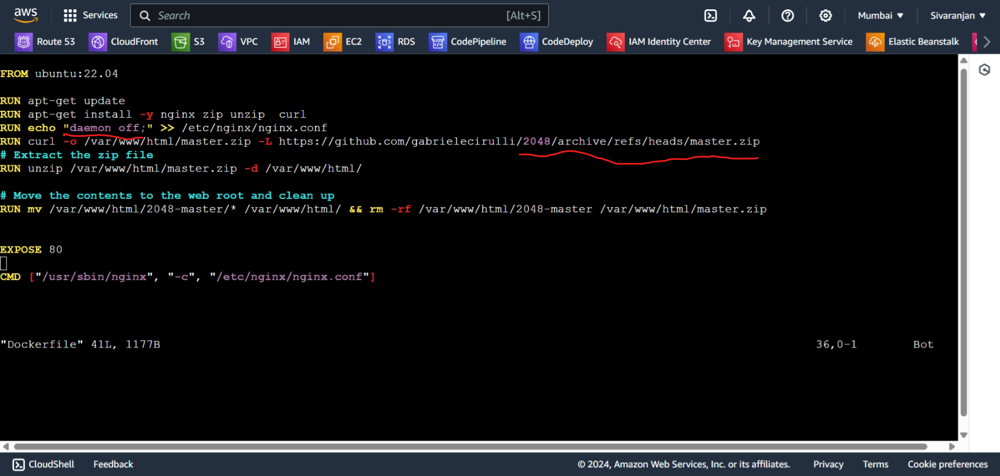 aws
Services
Search
[Alt+S]
Mumbai ▼
Sivaranjan ▼
Route 53
CloudFront
S3
VPC
IAM
EC2
RDS
CodePipeline
CodeDeploy
IAM Identity Center
Key Management Service
Elastic Beanstalk
FROM ubuntu:22.04
RUN apt-get update
RUN apt-get install -y nginx zip unzip  curl
RUN echo "daemon off;" >> /etc/nginx/nginx.conf
RUN curl -o /var/www/html/master.zip -L https://github.com/gabrielecirulli/2048/archive/refs/heads/master.zip
# Extract the zip file
RUN unzip /var/www/html/master.zip -d /var/www/html/
# Move the contents to the web root and clean up
RUN mv /var/www/html/2048-master/* /var/www/html/ && rm -rf /var/www/html/2048-master /var/www/html/master.zip
EXPOSE 80
CMD ["/usr/sbin/nginx", "-c", "/etc/nginx/nginx.conf"]
"Dockerfile" 41L, 1177B
36,0-1
Bot
CloudShell
Feedback
© 2024, Amazon Web Services, Inc. or its affiliates.
Privacy
Terms
Cookie preferences